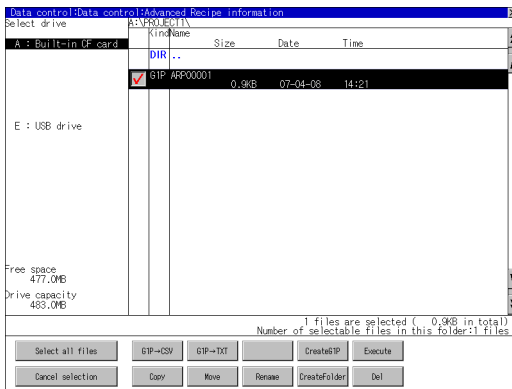 Data control:Data control:Advanced Recipe information
Select drive
A:\PROJECT1\
Kind Name
Size Date Time
A : Built-in CF card
DIR ..
G1P ARP00001
0.9KB 07-04-08 14:21
E : USB drive
Free space
477.0MB
Drive capacity
483.0MB
1 files are selected ( 0.9KB in total)
Number of selectable files in this folder:1 files
Select all files G1P→CSV G1P→TXT CreateG1P Execute
Cancel selection Copy Move Rename CreateFolder Del